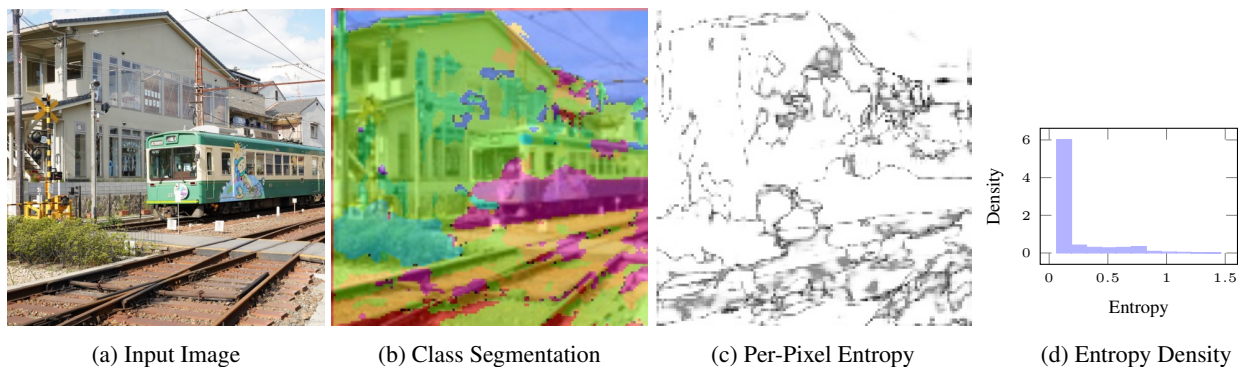 6
4
2
0
Density
0
0.5
1
1.5
Entropy
(a) Input Image
(b) Class Segmentation
(c) Per-Pixel Entropy
(d) Entropy Density